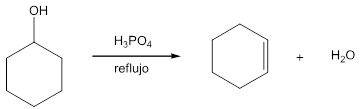 OH
H₃PO₄
reflujo
+
H₂O